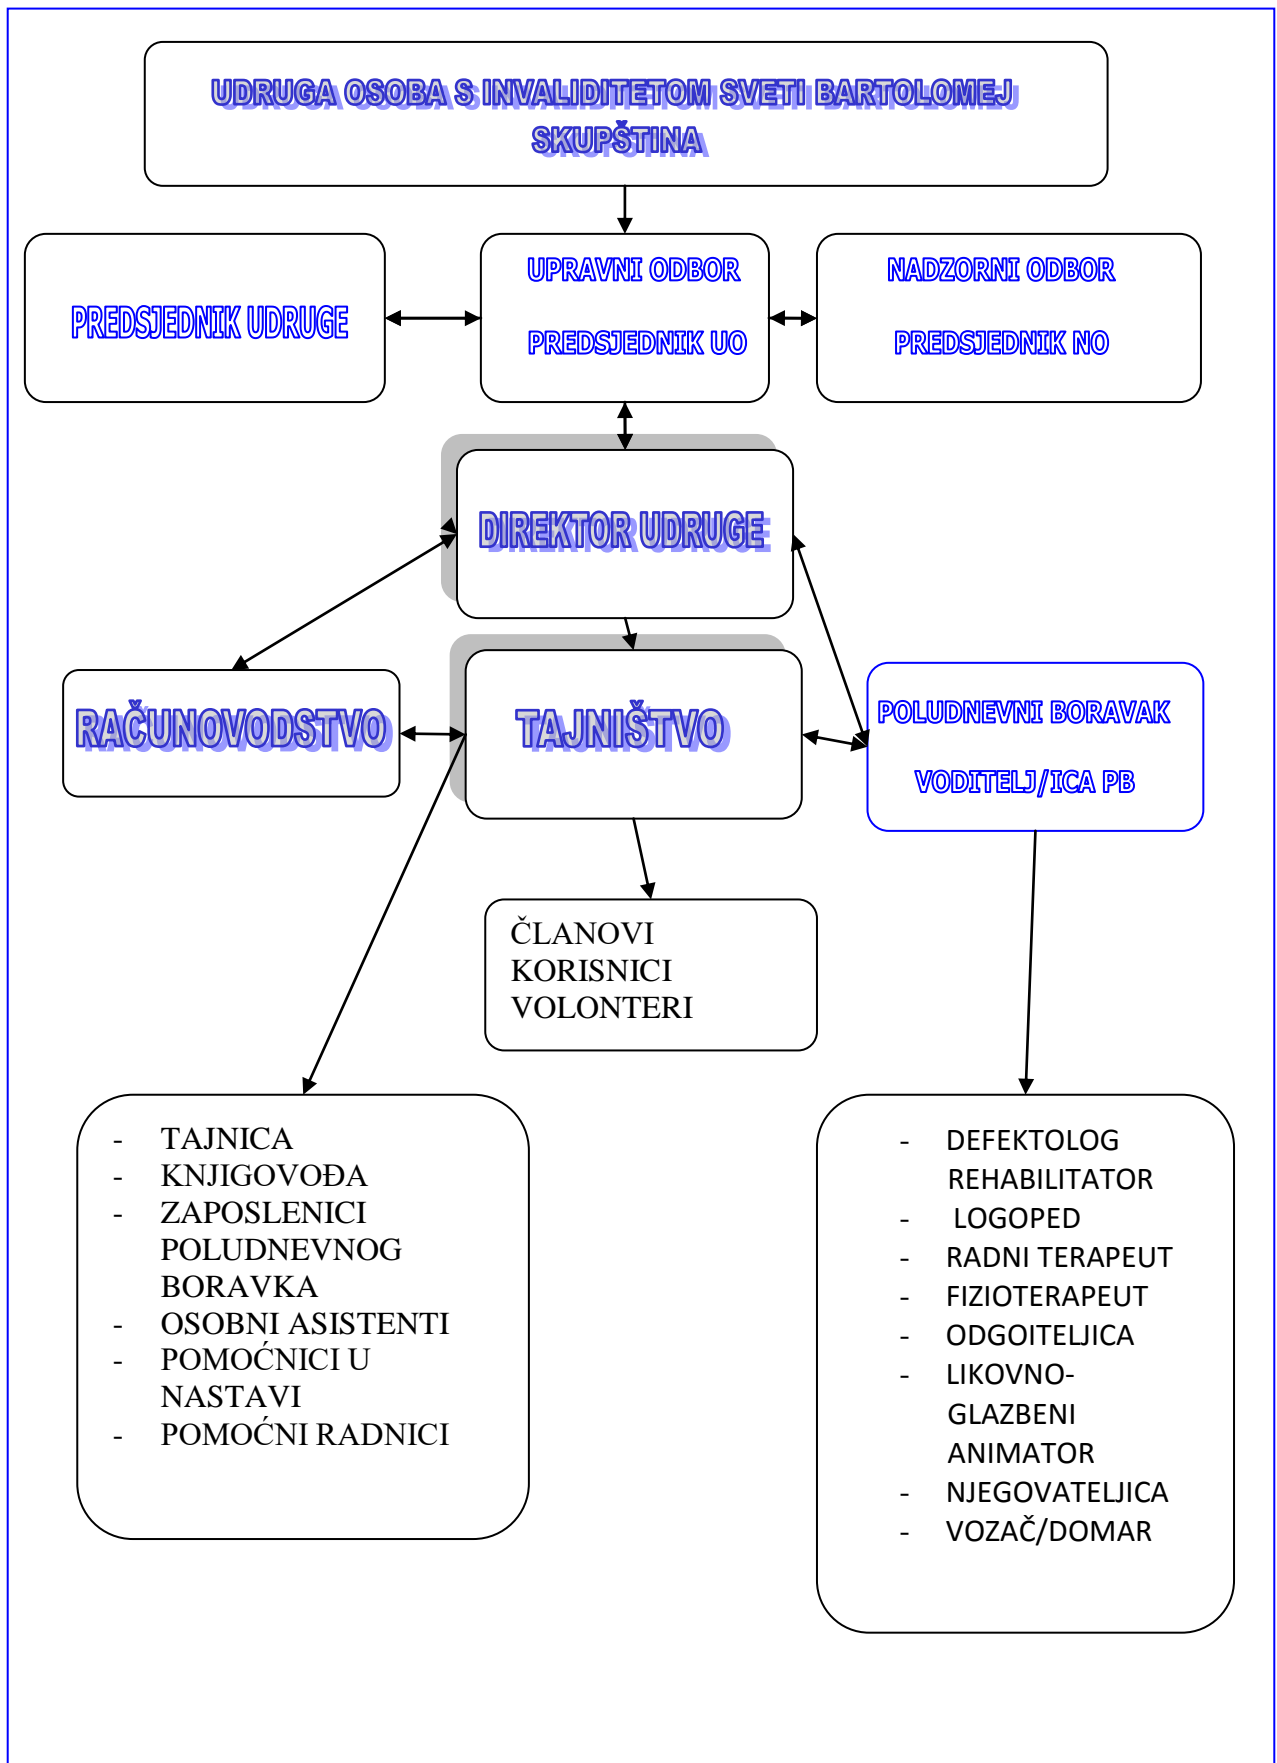 UDRUGA OSOBA S INVALIDITETOM SVETI BARTOLOMEJ
SKUPŠTINA
PREDSJEDNIK UDRUGE
UPRAVNI ODBOR
PREDSJEDNIK UO
NADZORNI ODBOR
PREDSJEDNIK NO
DIREKTOR UDRUGE
RAČUNOVODSTVO
TAJNIŠTVO
POLUDNEVNI BORAVAK
VODITELJ/ICA PB
ČLANOVI
KORISNICI
VOLONTERI
- TAJNICA
- KNJIGOVOĐA
- ZAPOSLENICI
POLUDNEVNOG
BORAVKA
- OSOBNI ASISTENTI
- POMOĆNICI U
NASTAVI
- POMOĆNI RADNICI
- DEFEKTOLOG
REHABILITATOR
- LOGOPED
- RADNI TERAPEUT
- FIZIOTERAPEUT
- ODGOITELJICA
- LIKOVNO-
GLAZBENI
ANIMATOR
- NJEGOVATELJICA
- VOZAČ/DOMAR